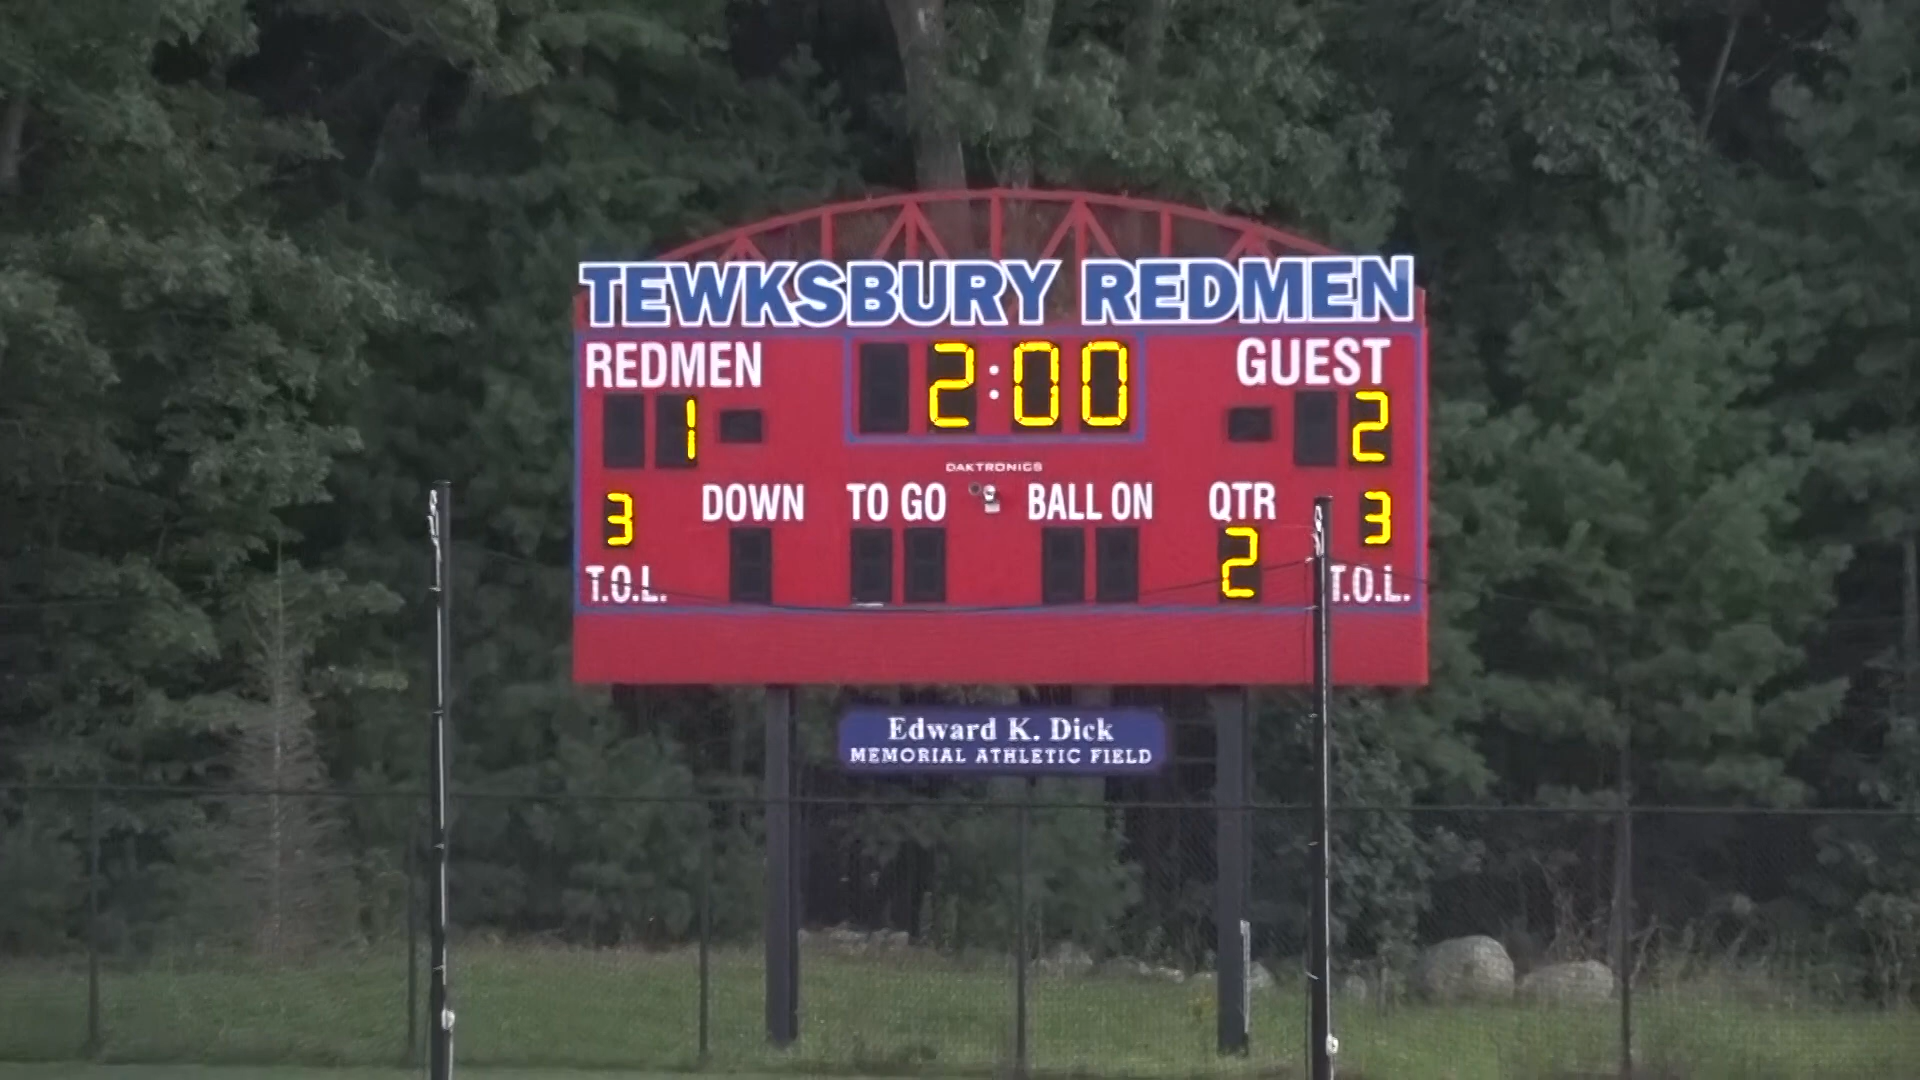 TEWKSBURY REDMEN
REDMEN 2:00 GUEST
1 2
DAKTRONICS
3 DOWN TO GO BALL ON QTR 3
T.O.L. 2 T.O.L.
Edward K. Dick
MEMORIAL ATHLETIC FIELD